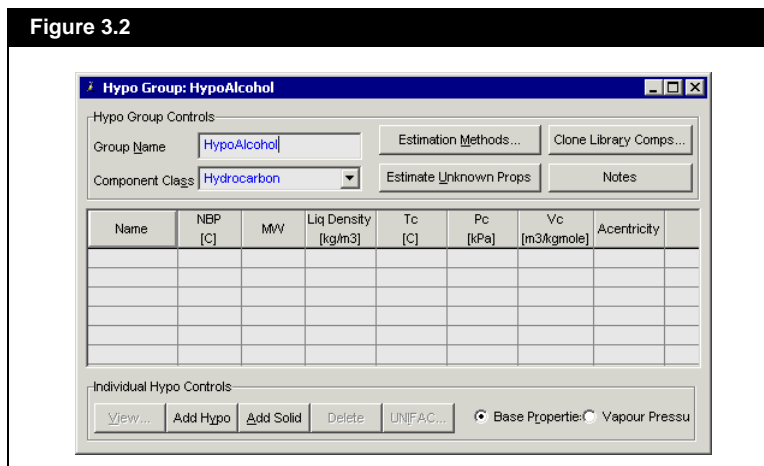 Figure 3.2
Hypo Group: HypoAlcohol
Hypo Group Controls
Group Name HypoAlcohol Estimation Methods... Clone Library Comps...
Component Class Hydrocarbon Estimate Unknown Props Notes
Name NBP [C] MW Liq Density [kg/m3] Tc [C] Pc [kPa] Vc [m3/kgmole] Acentricity
Individual Hypo Controls
View... Add Hypo Add Solid Delete UNIFAC... Base Propertie: Vapour Pressu